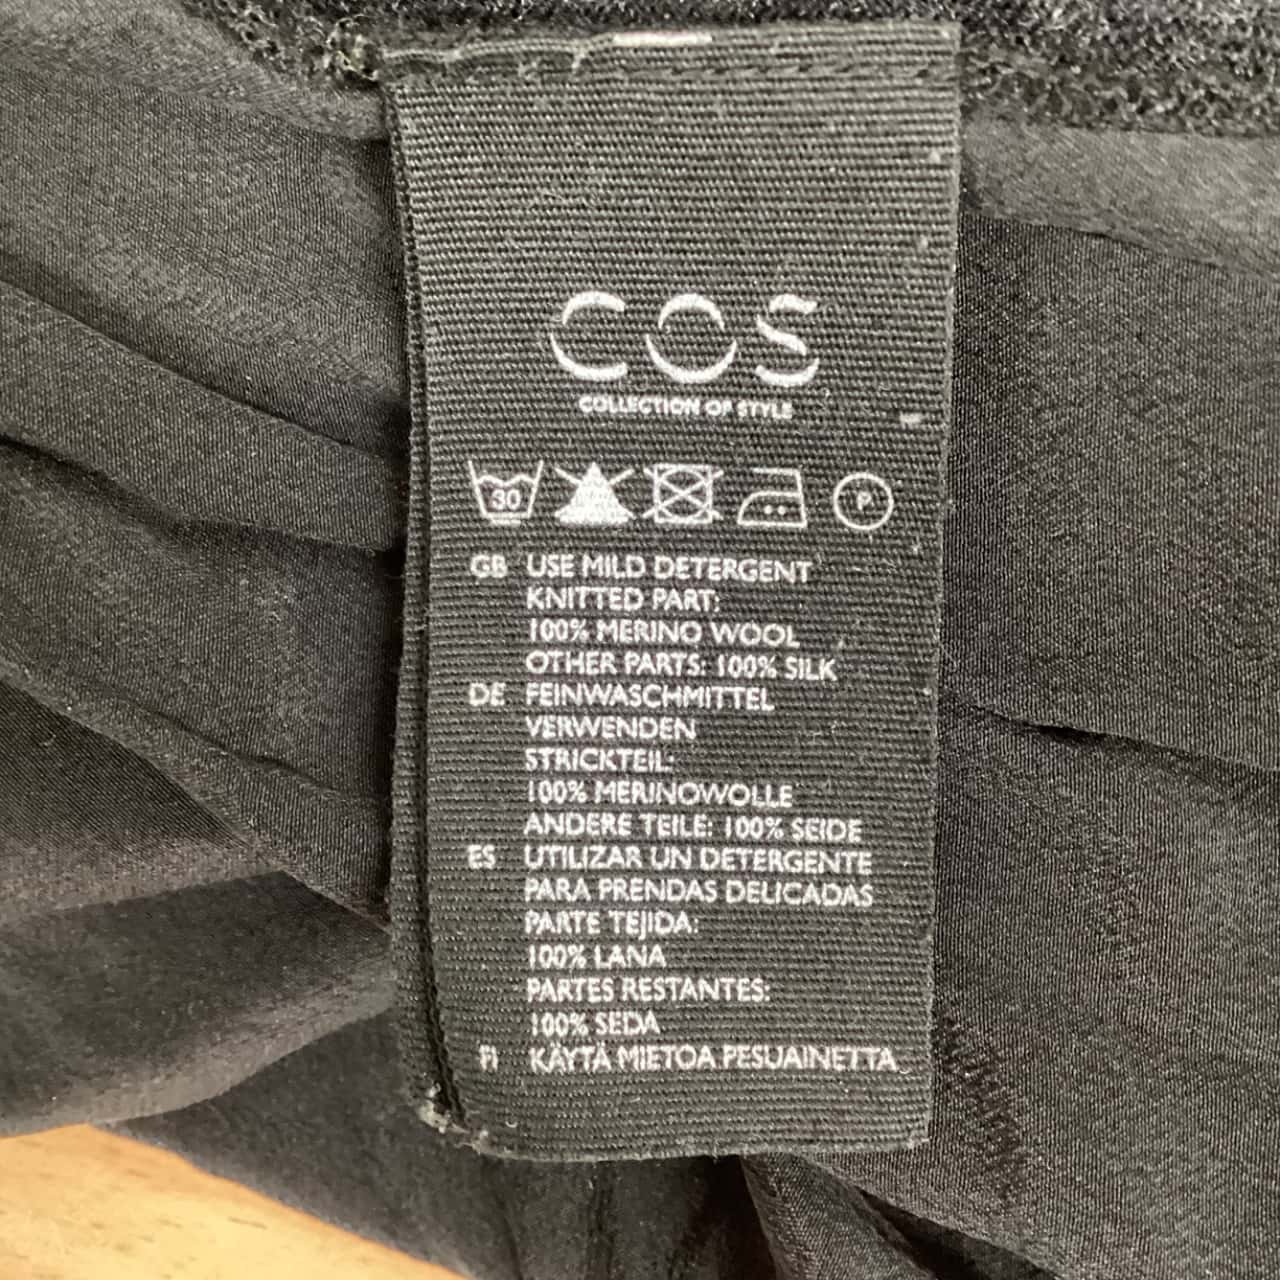 COS
COLLECTION OF STYLE
30 P
GB USE MILD DETERGENT
KNITTED PART:
100% MERINO WOOL
OTHER PARTS: 100% SILK
DE FEINWASCHMITTEL
VERWENDEN
STRICKTEIL:
100% MERINOWOLLE
ANDERE TEILE: 100% SEIDE
ES UTILIZAR UN DETERGENTE
PARA PRENDAS DELICADAS
PARTE TEJIDA:
100% LANA
PARTES RESTANTES:
100% SEDA
FI KÄYTÄ MIETOA PESUAINETTA